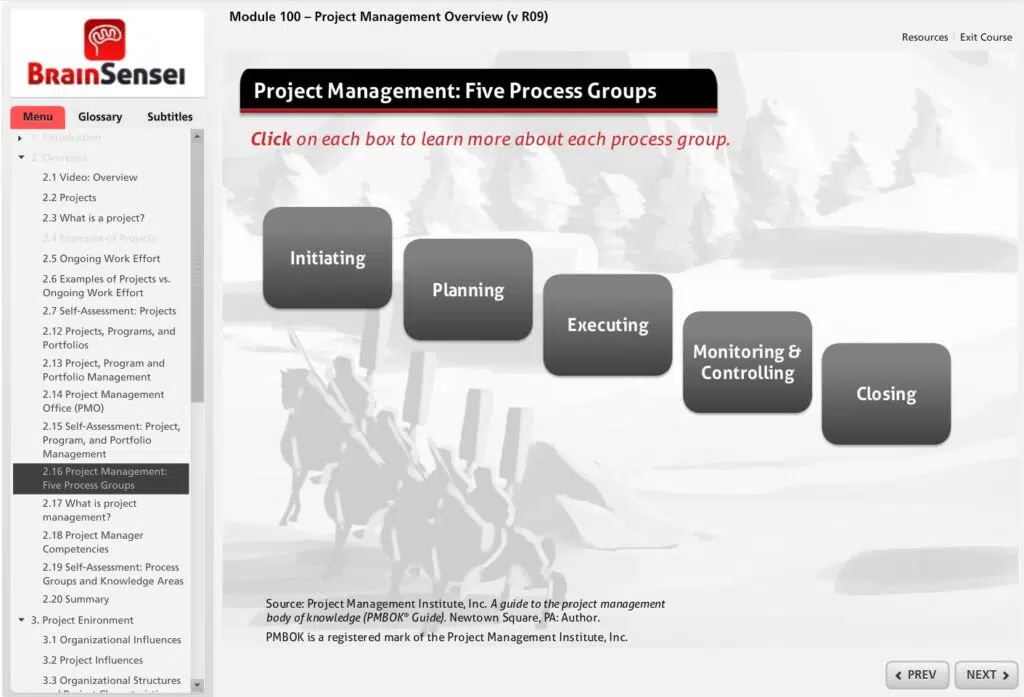 Module 100 – Project Management Overview (v R09)
Resources
Exit Course
BRAINSENSEI
Menu
Glossary
Subtitles
1. Introduction
2. Overview
2.1 Video: Overview
2.2 Projects
2.3 What is a project?
2.4 Examples of Projects
2.5 Ongoing Work Effort
2.6 Examples of Projects vs.
Ongoing Work Effort
2.7 Self-Assessment: Projects
2.12 Projects, Programs, and
Portfolios
2.13 Project, Program and
Portfolio Management
2.14 Project Management
Office (PMO)
2.15 Self-Assessment: Project,
Program, and Portfolio
Management
2.16 Project Management:
Five Process Groups
2.17 What is project
management?
2.18 Project Manager
Competencies
2.19 Self-Assessment: Process
Groups and Knowledge Areas
2.20 Summary
3. Project Enironment
3.1 Organizational Influences
3.2 Project Influences
3.3 Organizational Structures
Project Management: Five Process Groups
Click on each box to learn more about each process group.
Initiating
Planning
Executing
Monitoring &
Controlling
Closing
Source: Project Management Institute, Inc. A guide to the project management
body of knowledge (PMBOK® Guide). Newtown Square, PA: Author.
PMBOK is a registered mark of the Project Management Institute, Inc.
PREV
NEXT